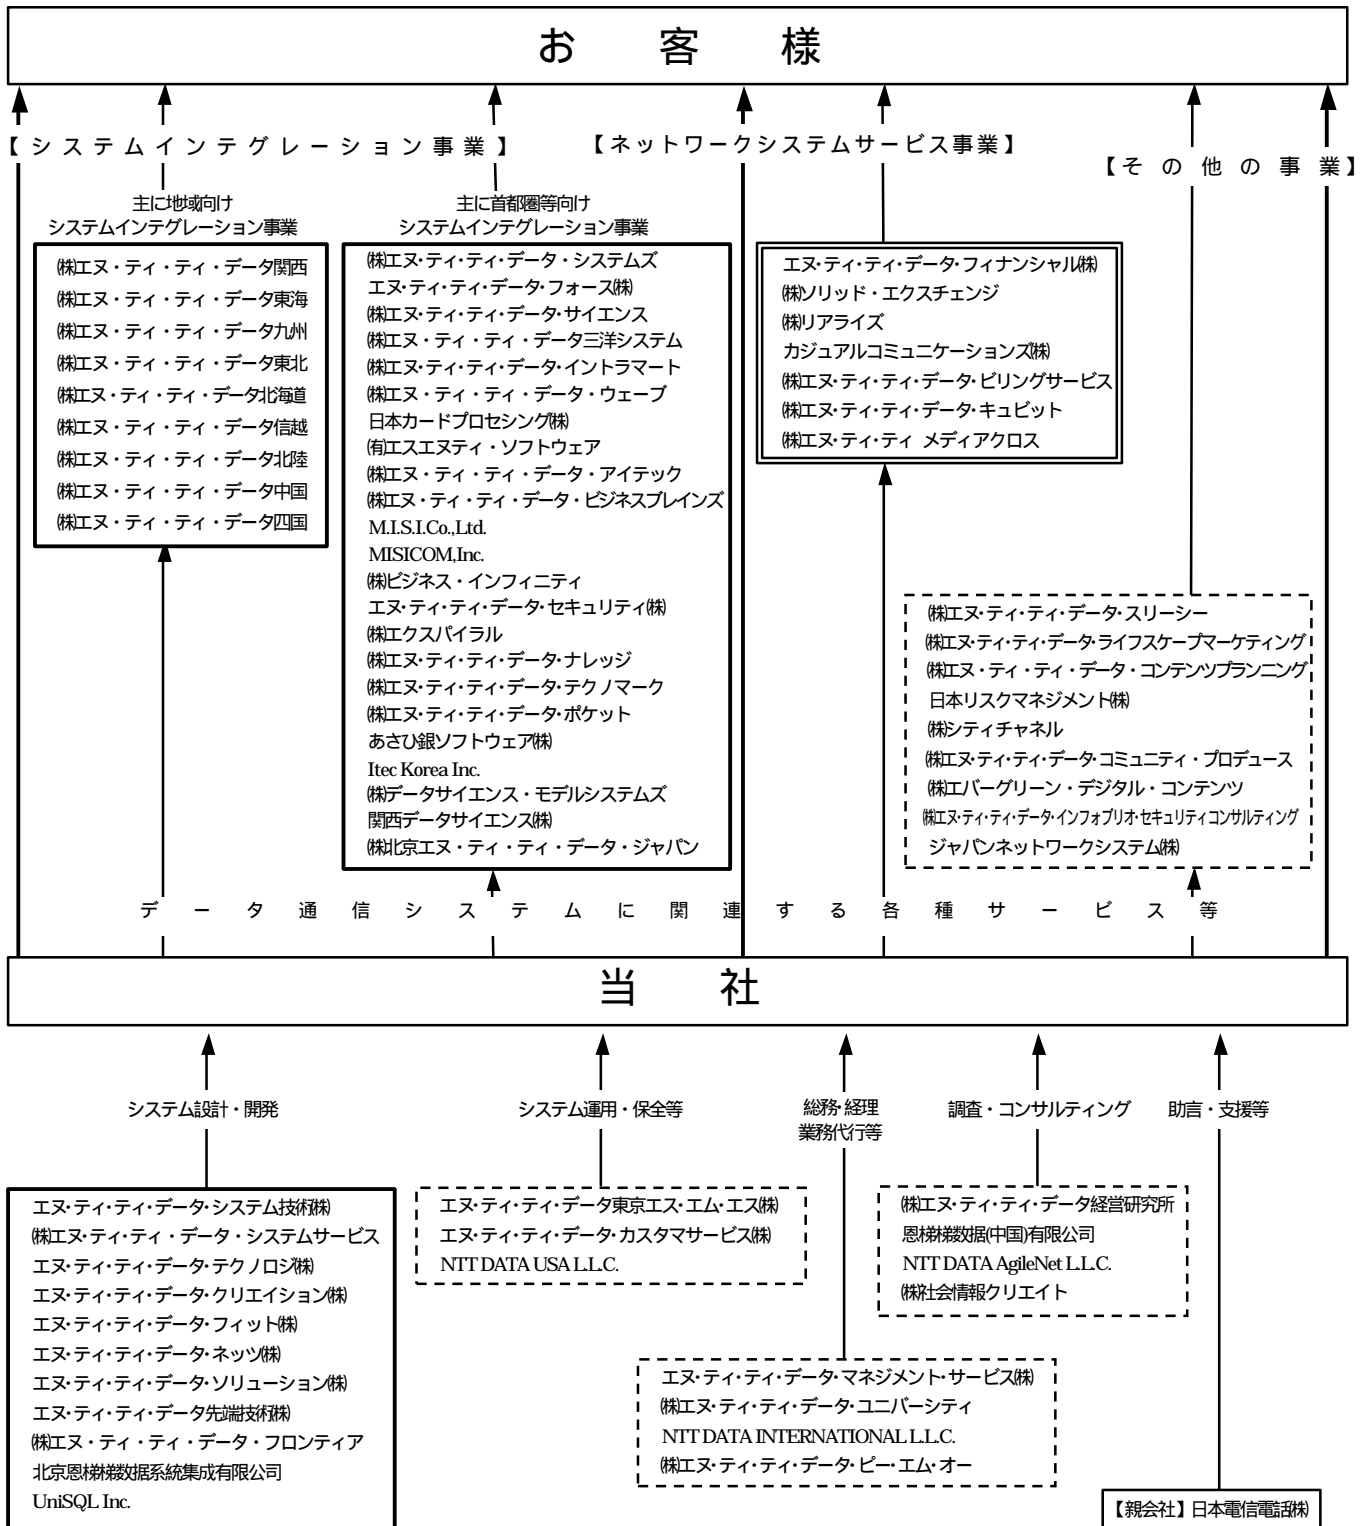 お客様
【システムインテグレーション事業】
【ネットワークシステムサービス事業】
【その他の事業】
主に地域向け
システムインテグレーション事業
㈱エヌ・ティ・ティ・データ関西
㈱エヌ・ティ・ティ・データ東海
㈱エヌ・ティ・ティ・データ九州
㈱エヌ・ティ・ティ・データ東北
㈱エヌ・ティ・ティ・データ北海道
㈱エヌ・ティ・ティ・データ信越
㈱エヌ・ティ・ティ・データ北陸
㈱エヌ・ティ・ティ・データ中国
㈱エヌ・ティ・ティ・データ四国
主に首都圏等向け
システムインテグレーション事業
㈱エヌ・ティ・ティ・データ・システムズ
エヌ・ティ・ティ・データ・フォース㈱
㈱エヌ・ティ・ティ・データ・サイエンス
㈱エヌ・ティ・ティ・データ三洋システム
㈱エヌ・ティ・ティ・データ・イントラマート
㈱エヌ・ティ・ティ・データ・ウェーブ
日本カードプロセシング㈱
㈲エスエヌティ・ソフトウェア
㈱エヌ・ティ・ティ・データ・アイテック
㈱エヌ・ティ・ティ・データ・ビジネスブレインズ
M.I.S.I.Co.,Ltd.
MISICOM,Inc.
㈱ビジネス・インフィニティ
エヌ・ティ・ティ・データ・セキュリティ㈱
㈱エクスパイラル
㈱エヌ・ティ・ティ・データ・ナレッジ
㈱エヌ・ティ・ティ・データ・テクノマーク
㈱エヌ・ティ・ティ・データ・ポケット
あさひ銀ソフトウェア㈱
Itec Korea Inc.
㈱データサイエンス・モデルシステムズ
関西データサイエンス㈱
㈱北京エヌ・ティ・ティ・データ・ジャパン
エヌ・ティ・ティ・データ・フィナンシャル㈱
㈱ソリッド・エクスチェンジ
㈱リアライズ
カジュアルコミュニケーションズ㈱
㈱エヌ・ティ・ティ・データ・ビリングサービス
㈱エヌ・ティ・ティ・データ・キュビット
㈱エヌ・ティ・ティ メディアクロス
㈱エヌ・ティ・ティ・データ・スリーシー
㈱エヌ・ティ・ティ・データ・ライフスケープマーケティング
㈱エヌ・ティ・ティ・データ・コンテンツプランニング
日本リスクマネジメント㈱
㈱シティチャネル
㈱エヌ・ティ・ティ・データ・コミュニティ・プロデュース
㈱エバーグリーン・デジタル・コンテンツ
㈱エヌ・ティ・ティ・データ・インフォブリオ・セキュリティコンサルティング
ジャパンネットワークシステム㈱
データ通信システムに関連する各種サービス等
当社
システム設計・開発
システム運用・保全等
総務・経理
業務代行等
調査・コンサルティング
助言・支援等
エヌ・ティ・ティ・データ・システム技術㈱
㈱エヌ・ティ・ティ・データ・システムサービス
エヌ・ティ・ティ・データ・テクノロジ㈱
エヌ・ティ・ティ・データ・クリエイション㈱
エヌ・ティ・ティ・データ・フィット㈱
エヌ・ティ・ティ・データ・ネッツ㈱
エヌ・ティ・ティ・データ・ソリューション㈱
エヌ・ティ・ティ・データ先端技術㈱
㈱エヌ・ティ・ティ・データ・フロンティア
北京恩梯梯数据系統集成有限公司
UniSQL Inc.
エヌ・ティ・ティ・データ東京エス・エム・エス㈱
エヌ・ティ・ティ・データ・カスタマサービス㈱
NTT DATA USA L.L.C.
㈱エヌ・ティ・ティ・データ経営研究所
恩梯梯数据(中国)有限公司
NTT DATA AgileNet L.L.C.
㈱社会情報クリエイト
エヌ・ティ・ティ・データ・マネジメント・サービス㈱
㈱エヌ・ティ・ティ・データ・ユニバーシティ
NTT DATA INTERNATIONAL L.L.C.
㈱エヌ・ティ・ティ・データ・ピー・エム・オー
【親会社】日本電信電話㈱